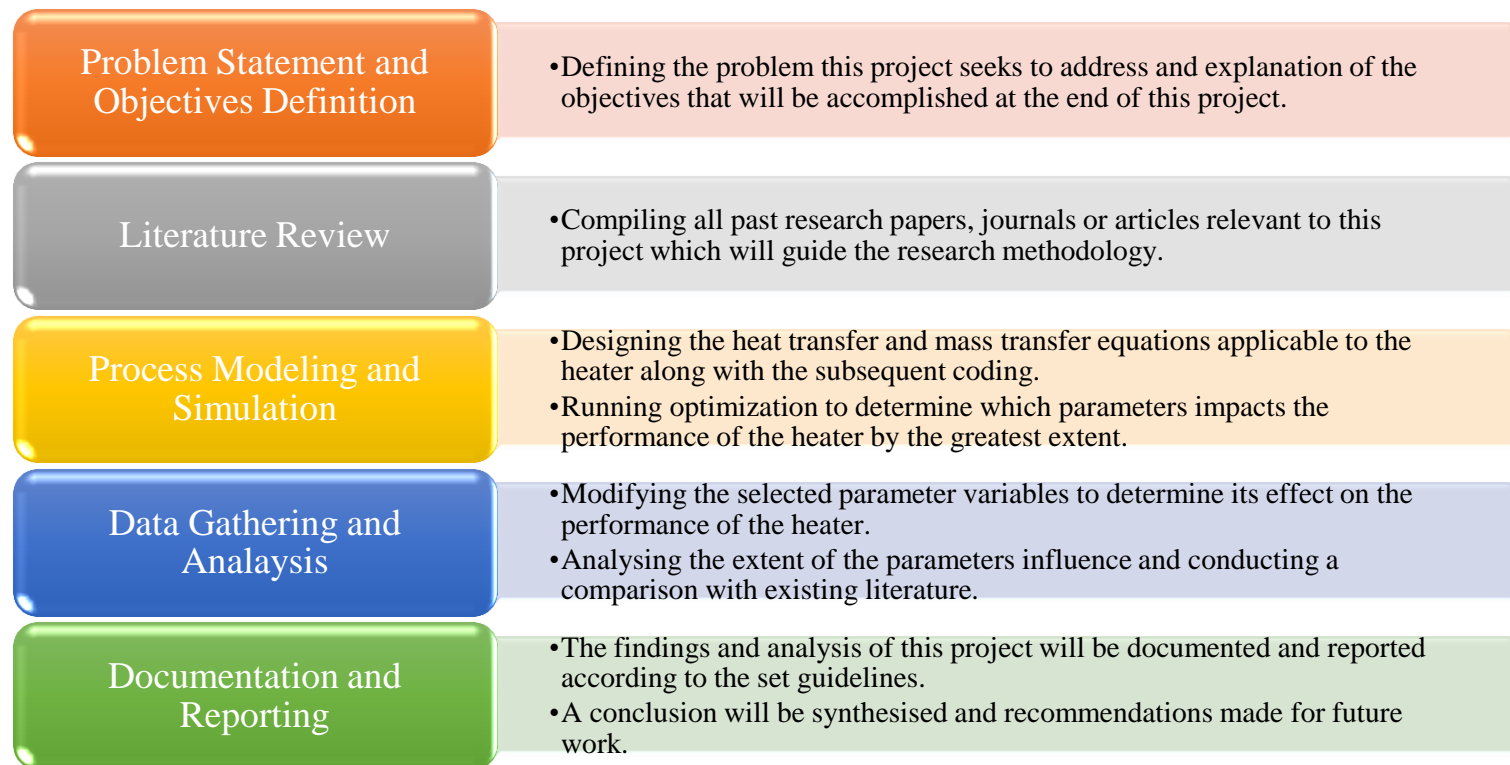 Problem Statement and
Objectives Definition
•Defining the problem this project seeks to address and explanation of the
objectives that will be accomplished at the end of this project.
Literature Review
•Compiling all past research papers, journals or articles relevant to this
project which will guide the research methodology.
Process Modeling and
Simulation
•Designing the heat transfer and mass transfer equations applicable to the
heater along with the subsequent coding.
•Running optimization to determine which parameters impacts the
performance of the heater by the greatest extent.
Data Gathering and
Analaysis
•Modifying the selected parameter variables to determine its effect on the
performance of the heater.
•Analysing the extent of the parameters influence and conducting a
comparison with existing literature.
Documentation and
Reporting
•The findings and analysis of this project will be documented and reported
according to the set guidelines.
•A conclusion will be synthesised and recommendations made for future
work.